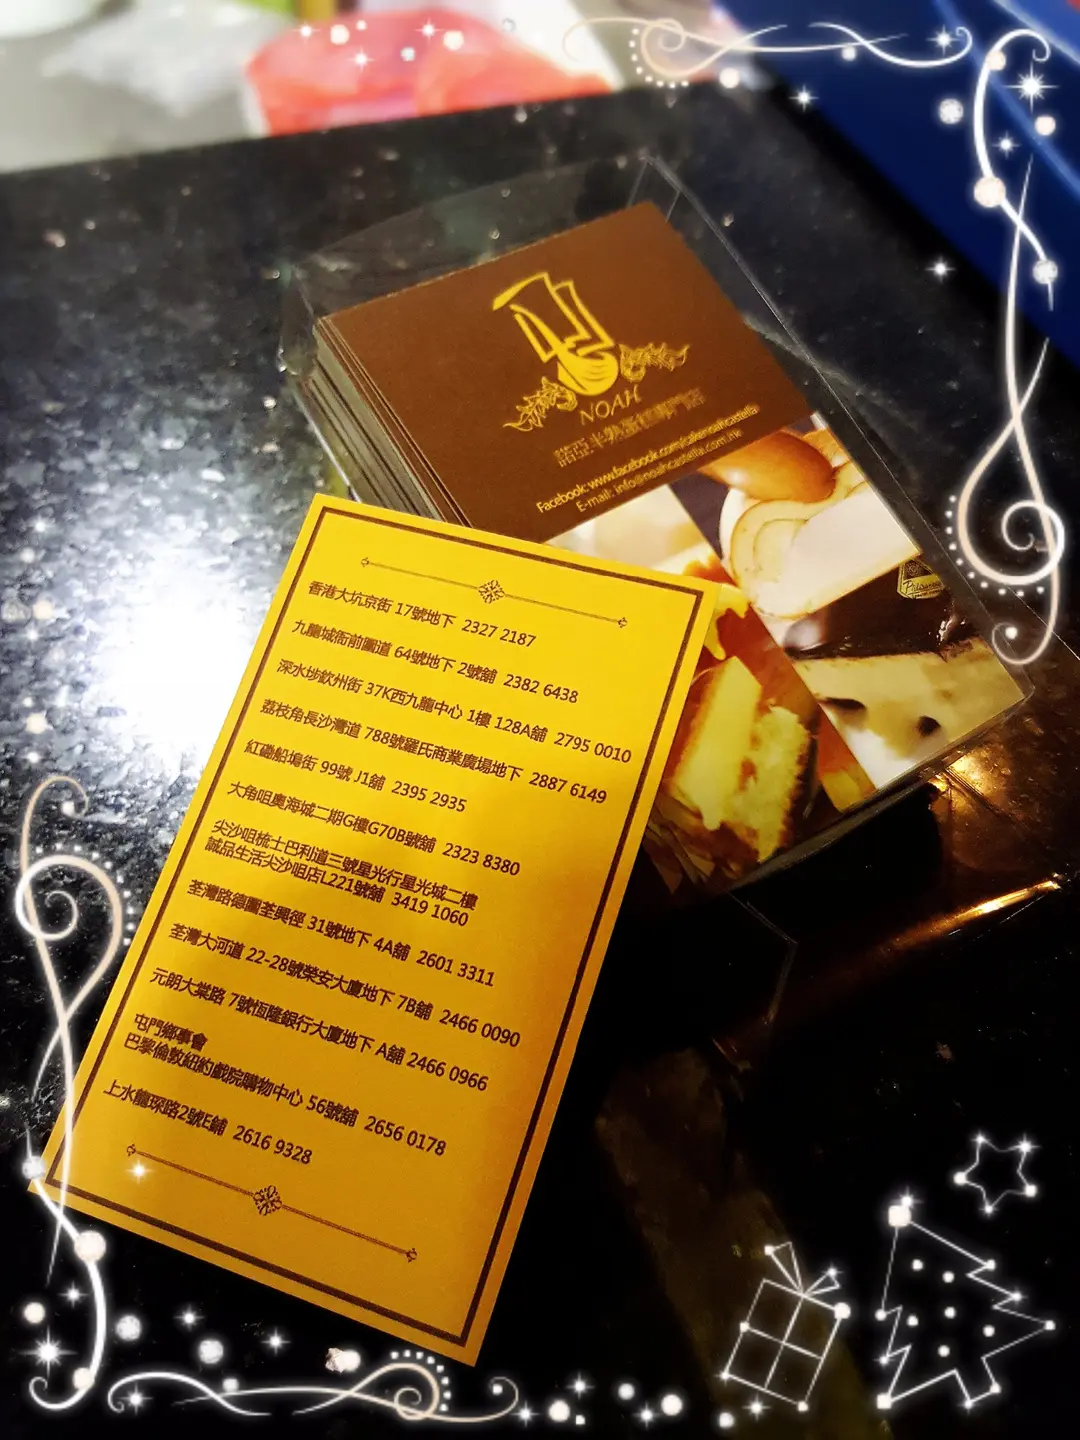 NOAH
諾亞半熟蛋糕專門店
Facebook: www.facebook.com/cakenoahcastella
E-mail: info@noahcastella.com.hk
香港大坑京街 17號地下 2327 2187
九龍城衙前圍道 64號地下 2號舖 2382 6438
深水埗欽州街 37K西九龍中心 1樓 128A舖 2795 0010
荔枝角長沙灣道 788號羅氏商業廣場地下 2887 6149
紅磡船塢街 99號 J1舖 2395 2935
大角咀奧海城二期G樓G70B號舖 2323 8380
尖沙咀梳士巴利道三號星光行星光城二樓
誠品生活尖沙咀店L221號舖 3419 1060
荃灣路德圍荃興徑 31號地下 4A舖 2601 3311
荃灣大河道 22-28號榮安大廈地下 7B舖 2466 0090
元朗大棠路 7號恆隆銀行大廈地下 A舖 2466 0966
屯門鄉事會
巴黎倫敦紐約戲院購物中心 56號舖 2656 0178
上水龍琛路2號E鋪 2616 9328